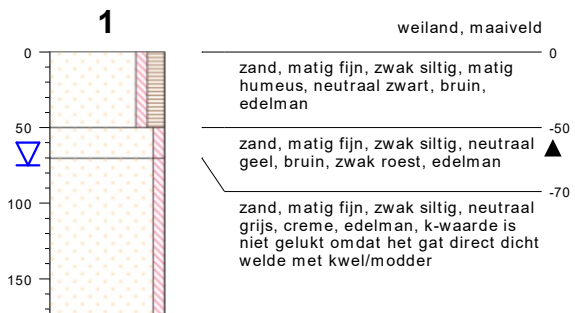 1
weiland, maaiveld
0
0
zand, matig fijn, zwak siltig, matig
humeus, neutraal zwart, bruin,
edelman
50
-50
zand, matig fijn, zwak siltig, neutraal
geel, bruin, zwak roest, edelman
-70
100
zand, matig fijn, zwak siltig, neutraal
grijs, creme, edelman, k-waarde is
niet gelukt omdat het gat direct dicht
welde met kwel/modder
150